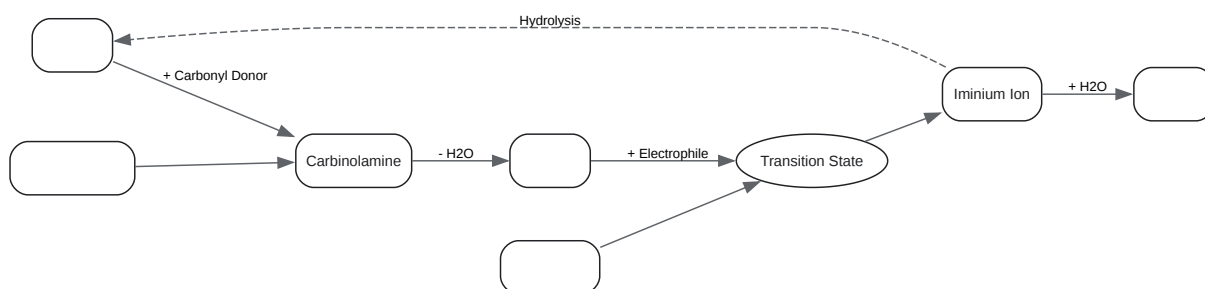 Hydrolysis
+ Carbonyl Donor
Iminium Ion
+ H2O
Carbinolamine
- H2O
+ Electrophile
Transition State